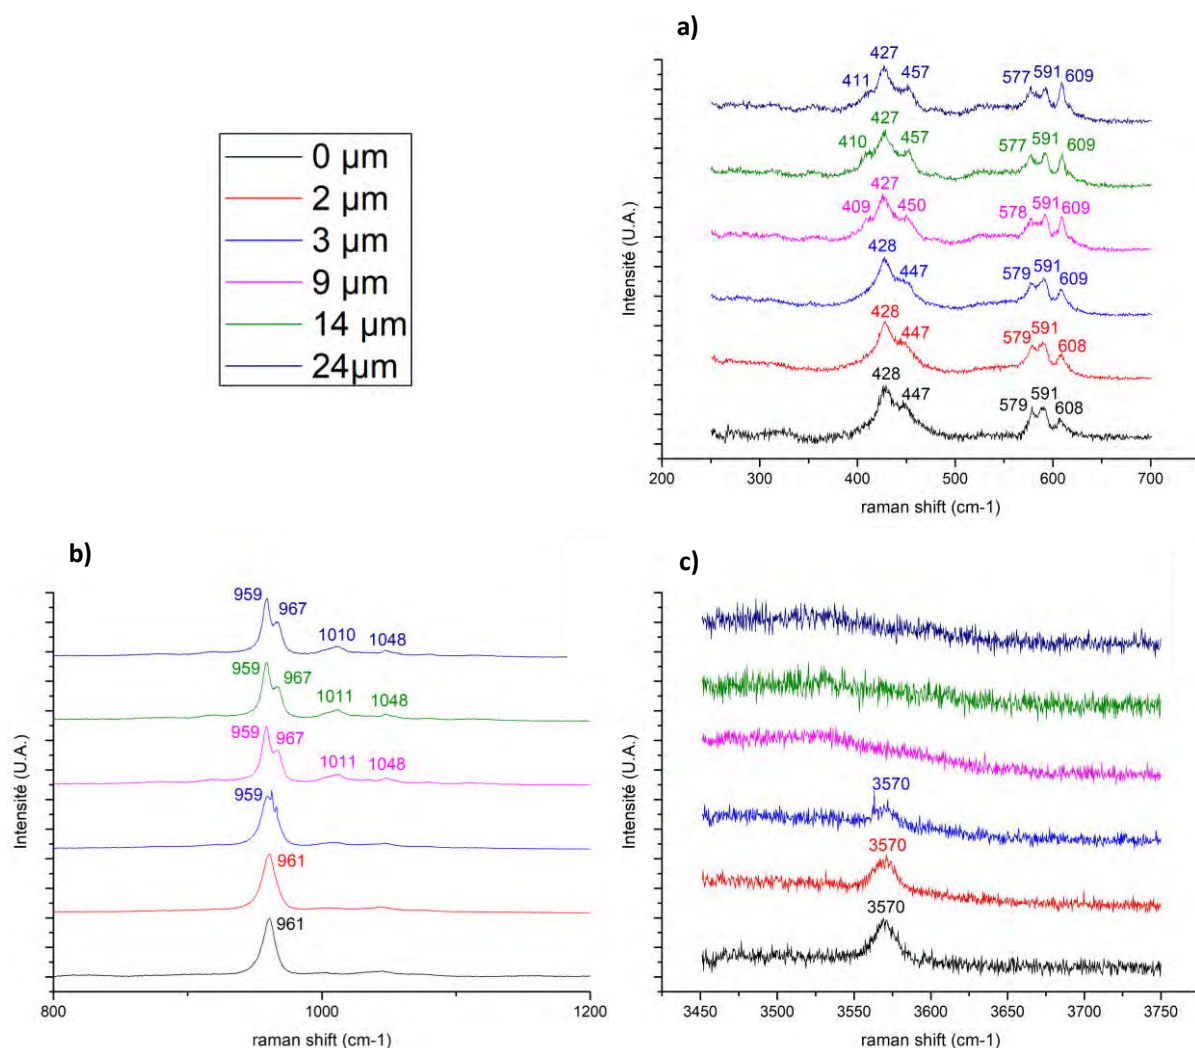 a)
427
411
457
577
591
609
427
410
457
577
591
609
427
409
450
578
591
609
428
447
579
591
609
428
447
579
591
608
428
447
579
591
608
Intensité (U.A.)
200 300 400 500 600 700
raman shift (cm-1)
0 µm
2 µm
3 µm
9 µm
14 µm
24µm
b)
959
967
1010
1048
959
967
1011
1048
959
967
1011
1048
959
961
961
Intensité (U.A.)
800 1000 1200
raman shift (cm-1)
c)
3570
3570
3570
Intensité (U.A.)
3450 3500 3550 3600 3650 3700 3750
raman shift (cm-1)